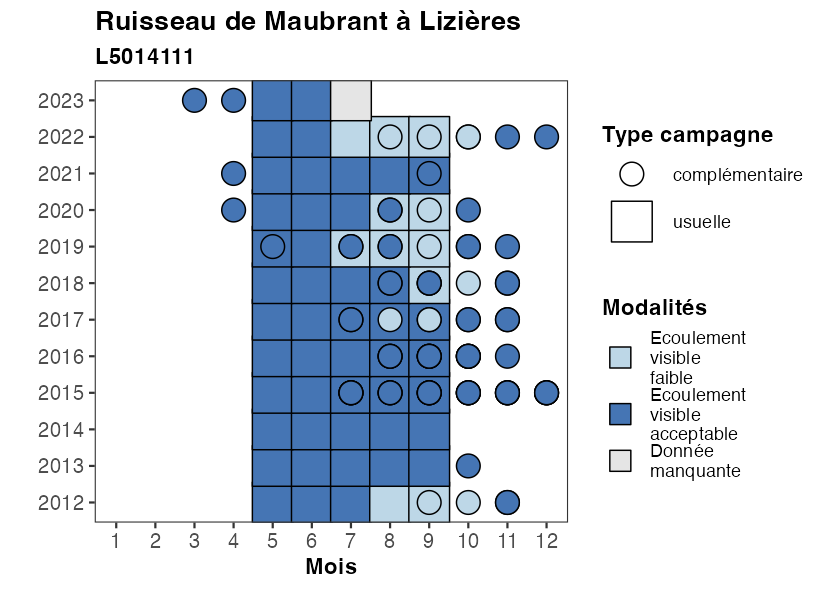 Ruisseau de Maubrant à Lizières
L5014111
2023
2022
2021
2020
2019
2018
2017
2016
2015
2014
2013
2012
1 2 3 4 5 6 7 8 9 10 11 12
Mois
Type campagne
complémentaire
usuelle
Modalités
Ecoulement
visible
faible
Ecoulement
visible
acceptable
Donnée
manquante